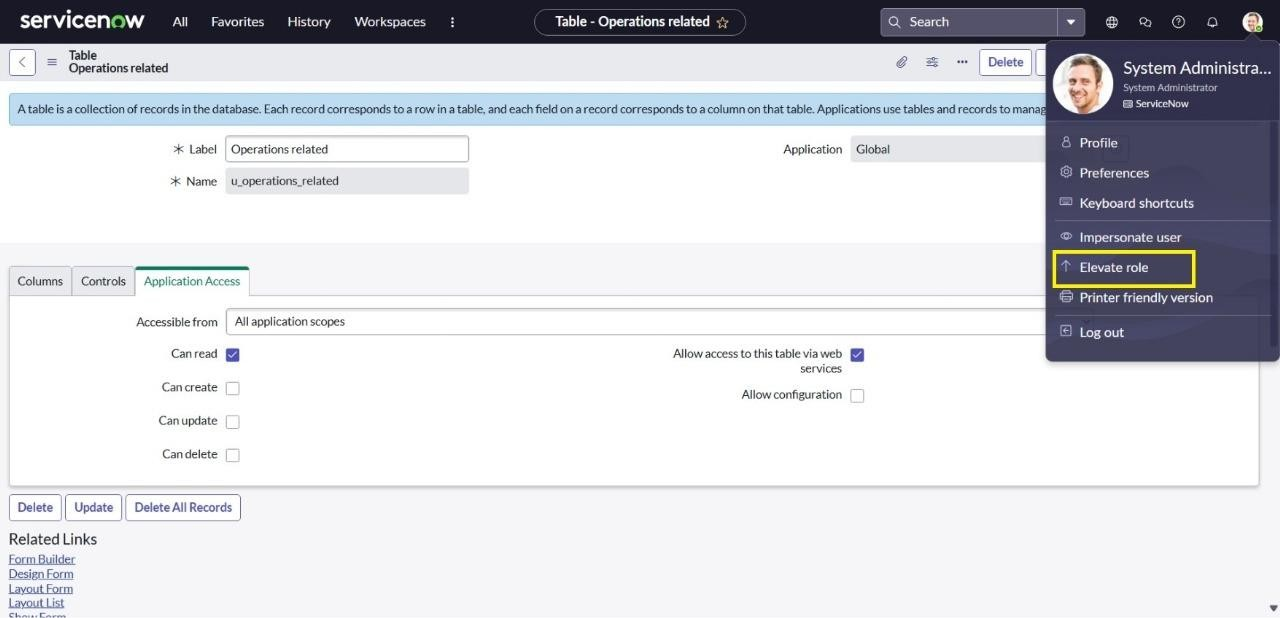 servicenow All Favorites History Workspaces Table - Operations related Search
Table
Operations related
Delete
A table is a collection of records in the database. Each record corresponds to a row in a table, and each field on a record corresponds to a column on that table. Applications use tables and records to manag
Label Operations related
Application Global
Name u_operations_related
Columns Controls Application Access
Accessible from All application scopes
Can read
Allow access to this table via web
services
Can create
Allow configuration
Can update
Can delete
Delete Update Delete All Records
Related Links
Form Builder
Design Form
Layout Form
Layout List
Show Form
System Administra...
System Administrator
ServiceNow
Profile
Preferences
Keyboard shortcuts
Impersonate user
Elevate role
Printer friendly version
Log out